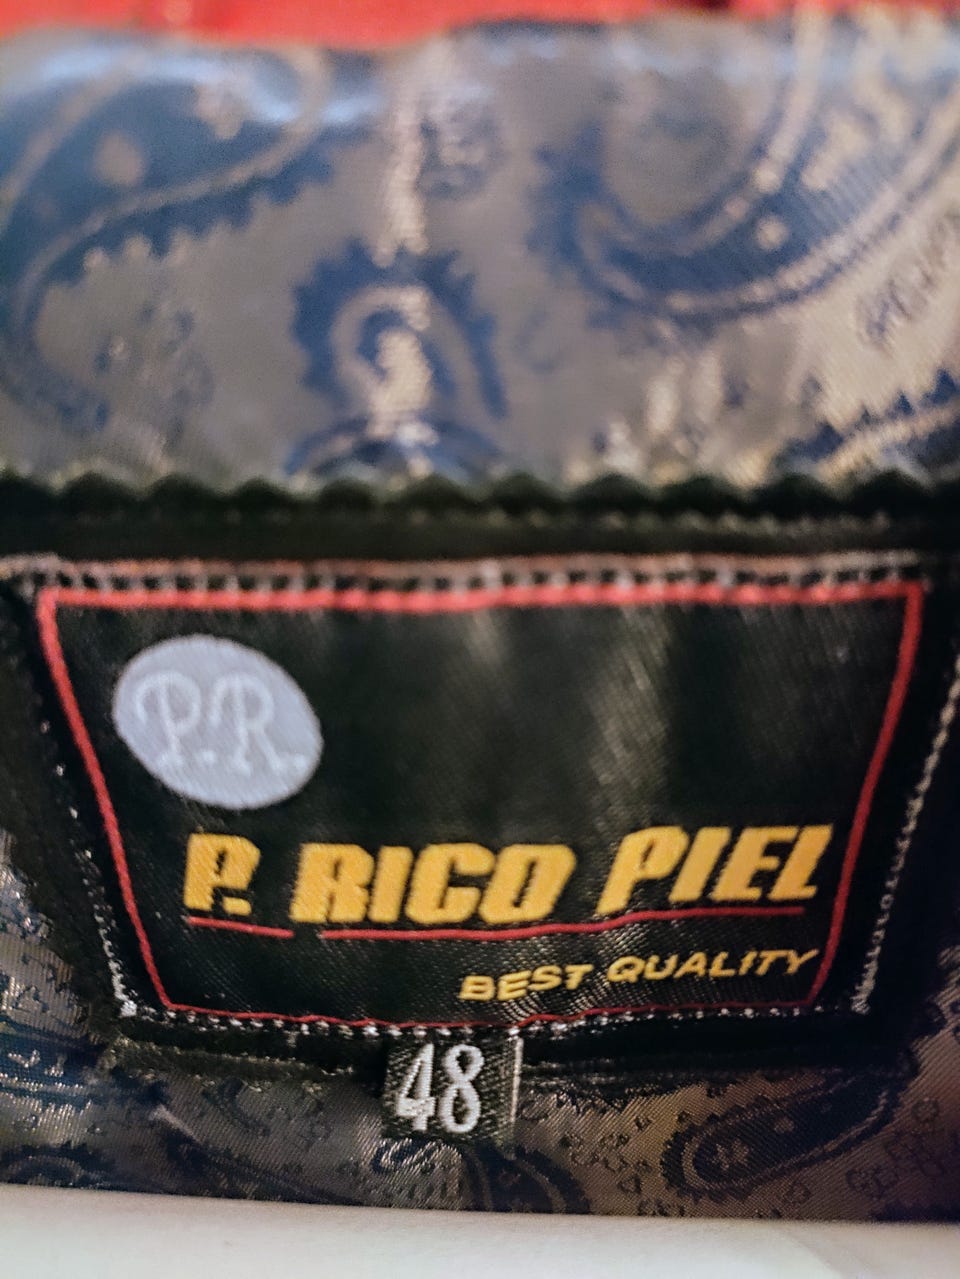 P.R.
P. RICO PIEL
BEST QUALITY
48